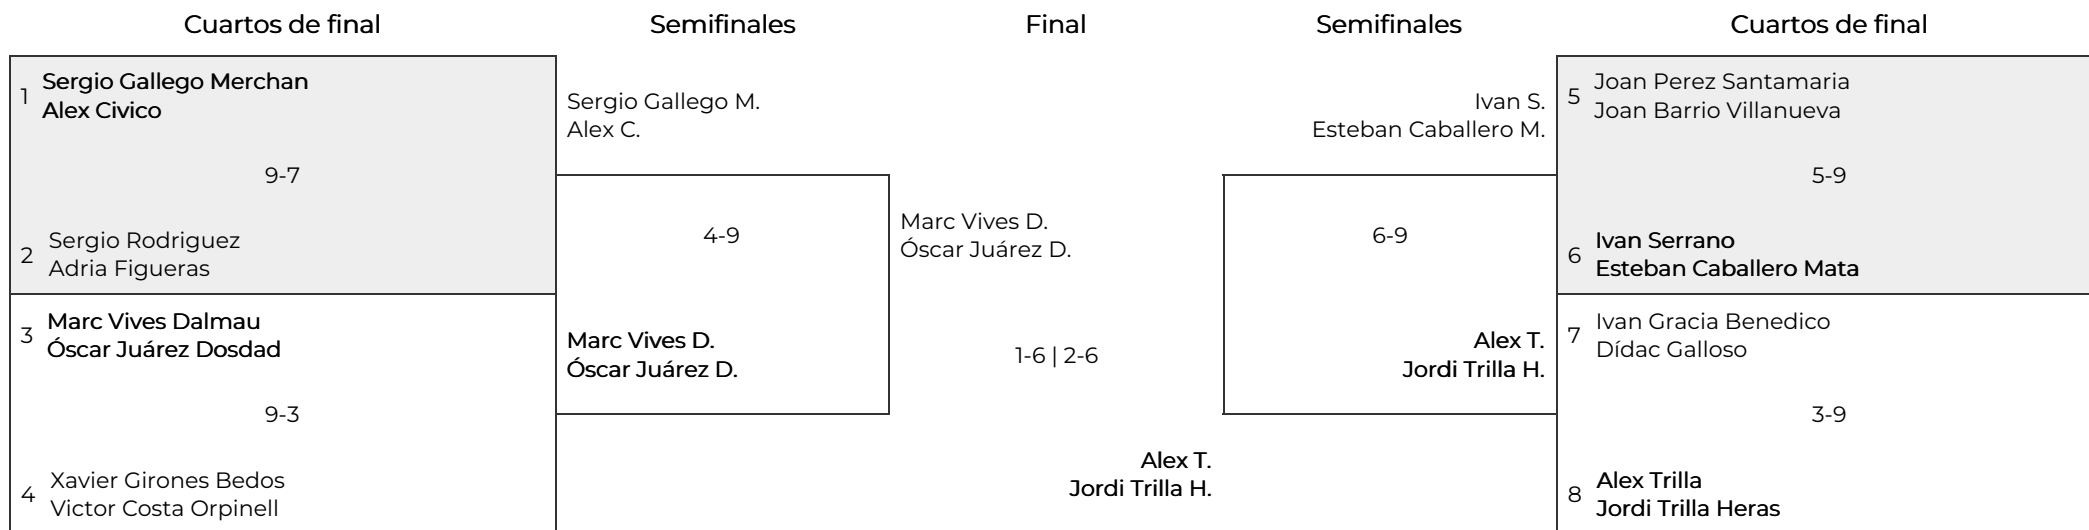 Cuartos de final
Semifinales
Final
Semifinales
Cuartos de final
1
Sergio Gallego Merchan
Alex Civico
9-7
2
Sergio Rodriguez
Adria Figueras
3
Marc Vives Dalmau
Óscar Juárez Dosdad
9-3
4
Xavier Girones Bedos
Victor Costa Orpinell
Sergio Gallego M.
Alex C.
4-9
Marc Vives D.
Óscar Juárez D.
Marc Vives D.
Óscar Juárez D.
1-6 | 2-6
Alex T.
Jordi Trilla H.
Ivan S.
Esteban Caballero M.
6-9
Alex T.
Jordi Trilla H.
5
Joan Perez Santamaria
Joan Barrio Villanueva
5-9
6
Ivan Serrano
Esteban Caballero Mata
7
Ivan Gracia Benedico
Dídac Galloso
3-9
8
Alex Trilla
Jordi Trilla Heras